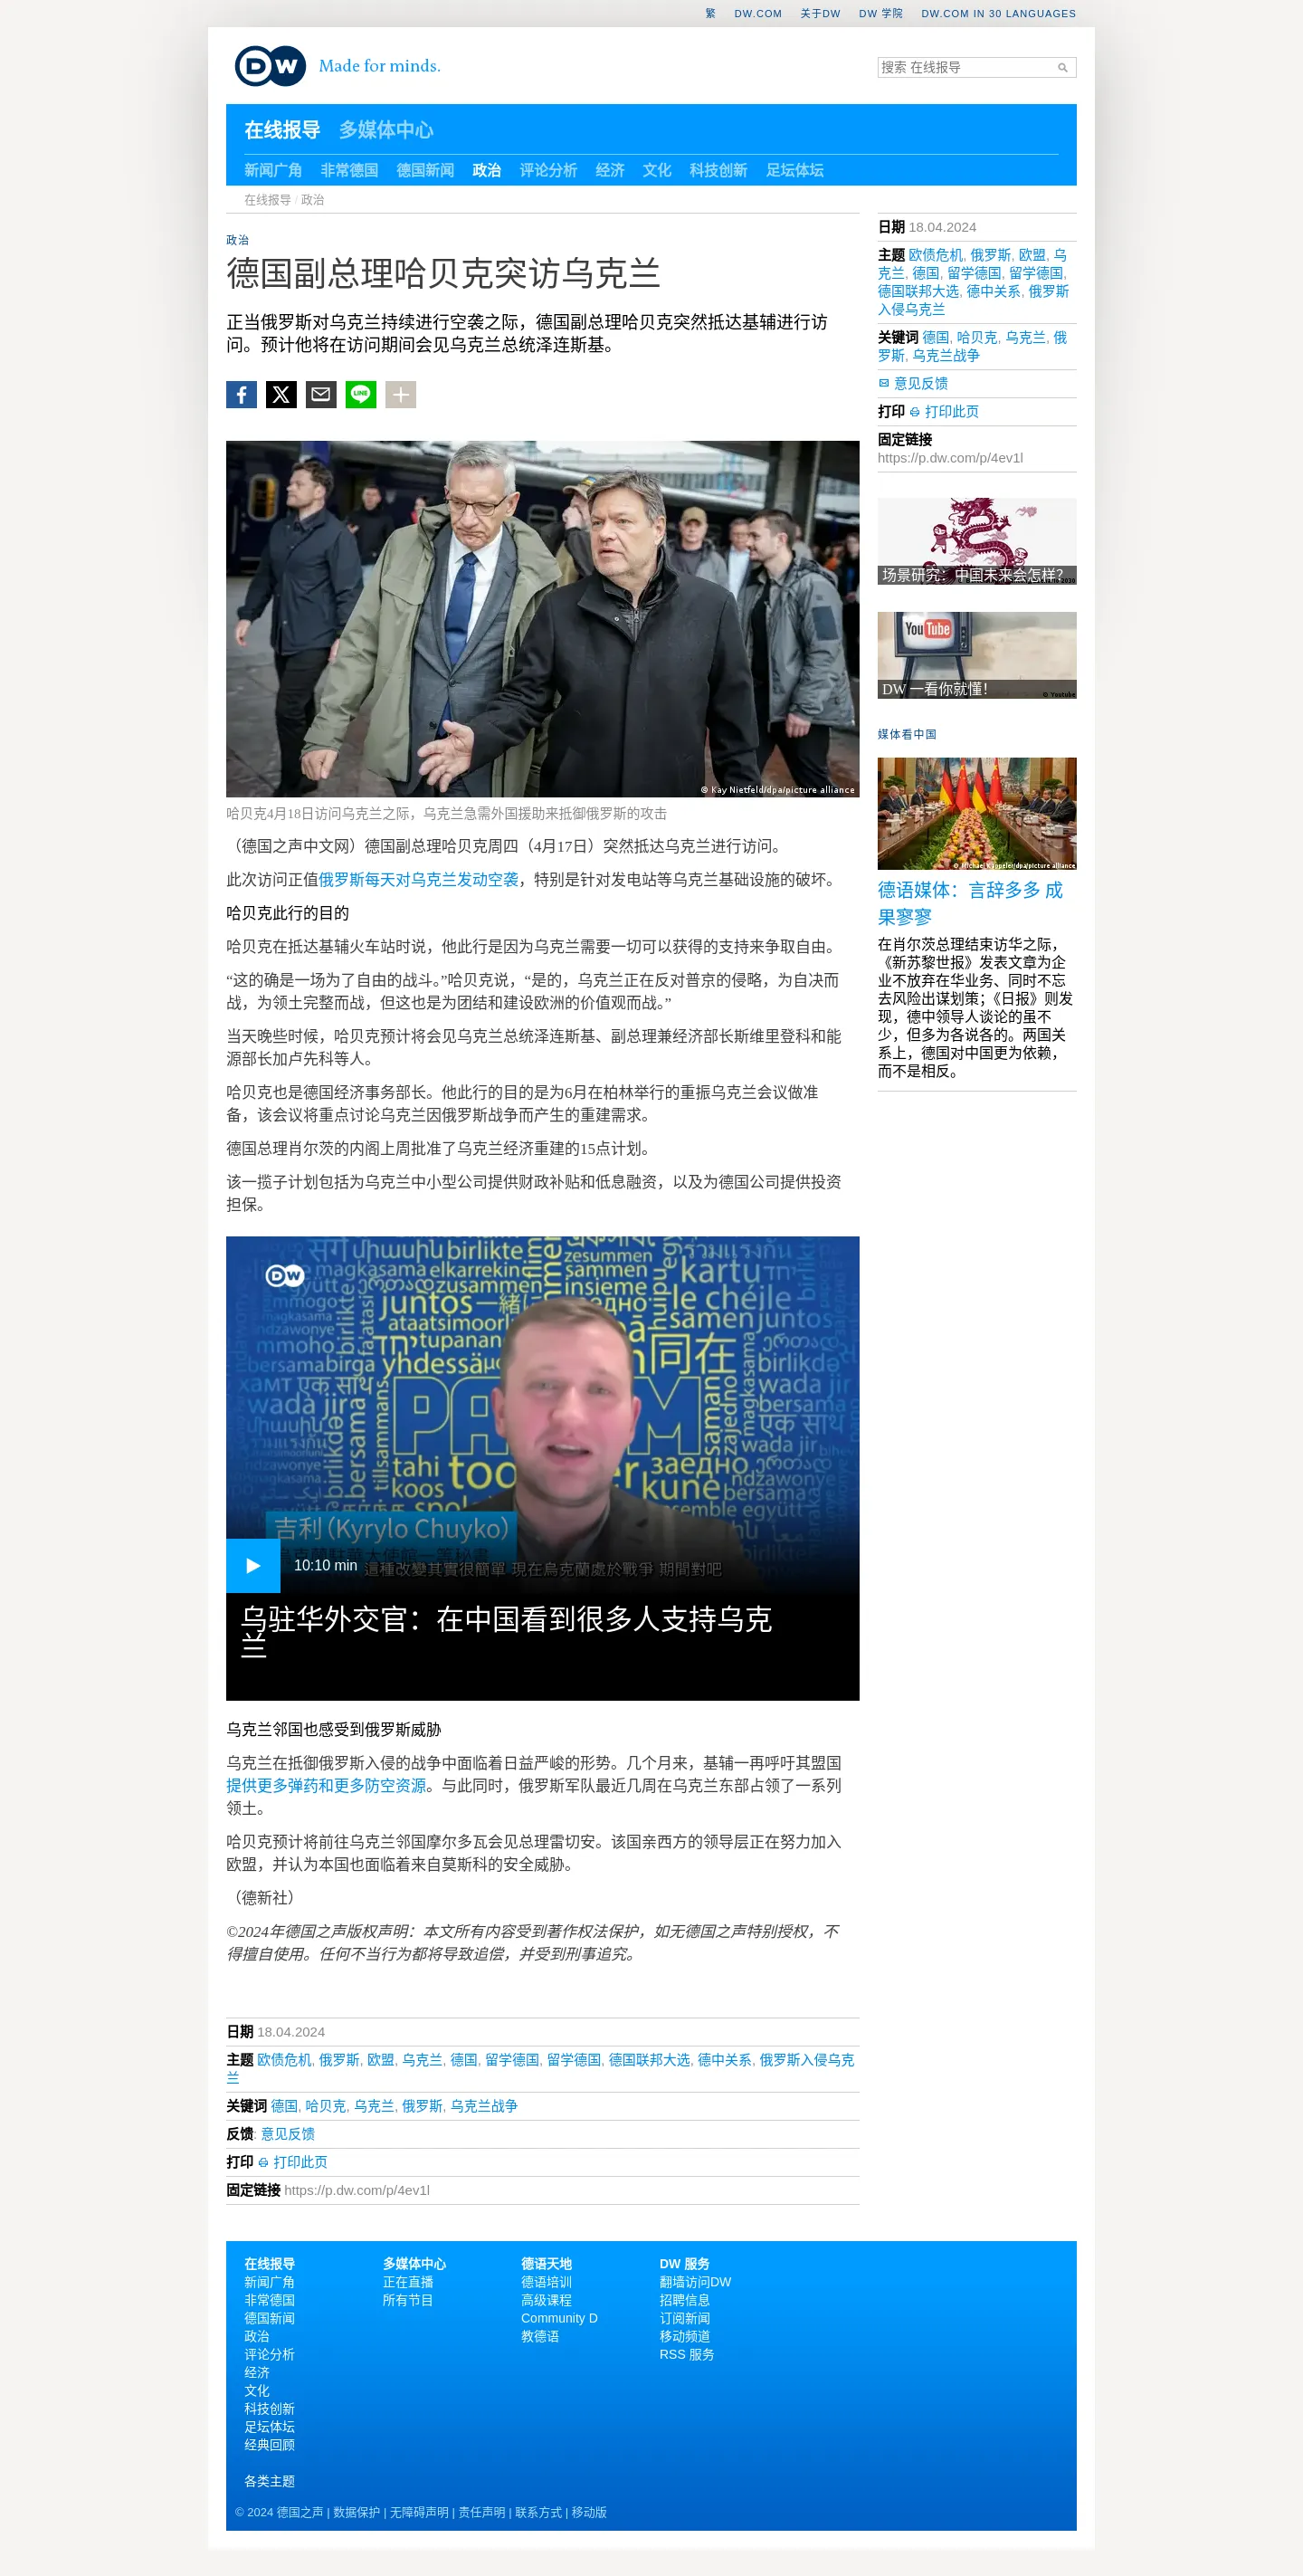 繁 DW.COM 关于DW DW 学院 DW.COM IN 30 LANGUAGES
DW Made for minds.
搜索 在线报导
在线报导 多媒体中心
新闻广角 非常德国 德国新闻 政治 评论分析 经济 文化 科技创新 足坛体坛
在线报导 / 政治
政治
德国副总理哈贝克突访乌克兰
正当俄罗斯对乌克兰持续进行空袭之际，德国副总理哈贝克突然抵达基辅进行访
问。预计他将在访问期间会见乌克兰总统泽连斯基。
LINE
© Kay Nietfeld/dpa/picture alliance
哈贝克4月18日访问乌克兰之际，乌克兰急需外国援助来抵御俄罗斯的攻击
（德国之声中文网）德国副总理哈贝克周四（4月17日）突然抵达乌克兰进行访问。
此次访问正值俄罗斯每天对乌克兰发动空袭，特别是针对发电站等乌克兰基础设施的破坏。
哈贝克此行的目的
哈贝克在抵达基辅火车站时说，他此行是因为乌克兰需要一切可以获得的支持来争取自由。
“这的确是一场为了自由的战斗。”哈贝克说，“是的，乌克兰正在反对普京的侵略，为自决而
战，为领土完整而战，但这也是为团结和建设欧洲的价值观而战。”
当天晚些时候，哈贝克预计将会见乌克兰总统泽连斯基、副总理兼经济部长斯维里登科和能
源部长加卢先科等人。
哈贝克也是德国经济事务部长。他此行的目的是为6月在柏林举行的重振乌克兰会议做准
备，该会议将重点讨论乌克兰因俄罗斯战争而产生的重建需求。
德国总理肖尔茨的内阁上周批准了乌克兰经济重建的15点计划。
该一揽子计划包括为乌克兰中小型公司提供财政补贴和低息融资，以及为德国公司提供投资
担保。
DW
birlikte zesummen
elkarrekin insieme kartu le chéile
juntos 一緒に заедно
yhdessä 同在
tillsammans birlikdə
tahi too заедно wada jir
koos ensemble
吉利（Kyrylo Chuyko）
這種改變其實很簡單 現在烏克蘭處於戰爭 期間對吧
10:10 min
乌驻华外交官：在中国看到很多人支持乌克
兰
乌克兰邻国也感受到俄罗斯威胁
乌克兰在抵御俄罗斯入侵的战争中面临着日益严峻的形势。几个月来，基辅一再呼吁其盟国
提供更多弹药和更多防空资源。与此同时，俄罗斯军队最近几周在乌克兰东部占领了一系列
领土。
哈贝克预计将前往乌克兰邻国摩尔多瓦会见总理雷切安。该国亲西方的领导层正在努力加入
欧盟，并认为本国也面临着来自莫斯科的安全威胁。
（德新社）
©2024年德国之声版权声明：本文所有内容受到著作权法保护，如无德国之声特别授权，不
得擅自使用。任何不当行为都将导致追偿，并受到刑事追究。
日期 18.04.2024
主题 欧债危机, 俄罗斯, 欧盟, 乌克兰, 德国, 留学德国, 留学德国, 德国联邦大选, 德中关系, 俄罗斯入侵乌克
兰
关键词 德国, 哈贝克, 乌克兰, 俄罗斯, 乌克兰战争
反馈: 意见反馈
打印 打印此页
固定链接 https://p.dw.com/p/4ev1l
日期 18.04.2024
主题 欧债危机, 俄罗斯, 欧盟, 乌
克兰, 德国, 留学德国, 留学德国,
德国联邦大选, 德中关系, 俄罗斯
入侵乌克兰
关键词 德国, 哈贝克, 乌克兰, 俄
罗斯, 乌克兰战争
意见反馈
打印 打印此页
固定链接
https://p.dw.com/p/4ev1l
场景研究：中国未来会怎样？
YouTube
DW 一看你就懂！
© Youtube
媒体看中国
© Michael Kappeler/dpa/picture alliance
德语媒体：言辞多多 成
果寥寥
在肖尔茨总理结束访华之际，
《新苏黎世报》发表文章为企
业不放弃在华业务、同时不忘
去风险出谋划策；《日报》则发
现，德中领导人谈论的虽不
少，但多为各说各的。两国关
系上，德国对中国更为依赖，
而不是相反。
在线报导
新闻广角
非常德国
德国新闻
政治
评论分析
经济
文化
科技创新
足坛体坛
经典回顾
各类主题
多媒体中心
正在直播
所有节目
德语天地
德语培训
高级课程
Community D
教德语
DW 服务
翻墙访问DW
招聘信息
订阅新闻
移动频道
RSS 服务
© 2024 德国之声 | 数据保护 | 无障碍声明 | 责任声明 | 联系方式 | 移动版